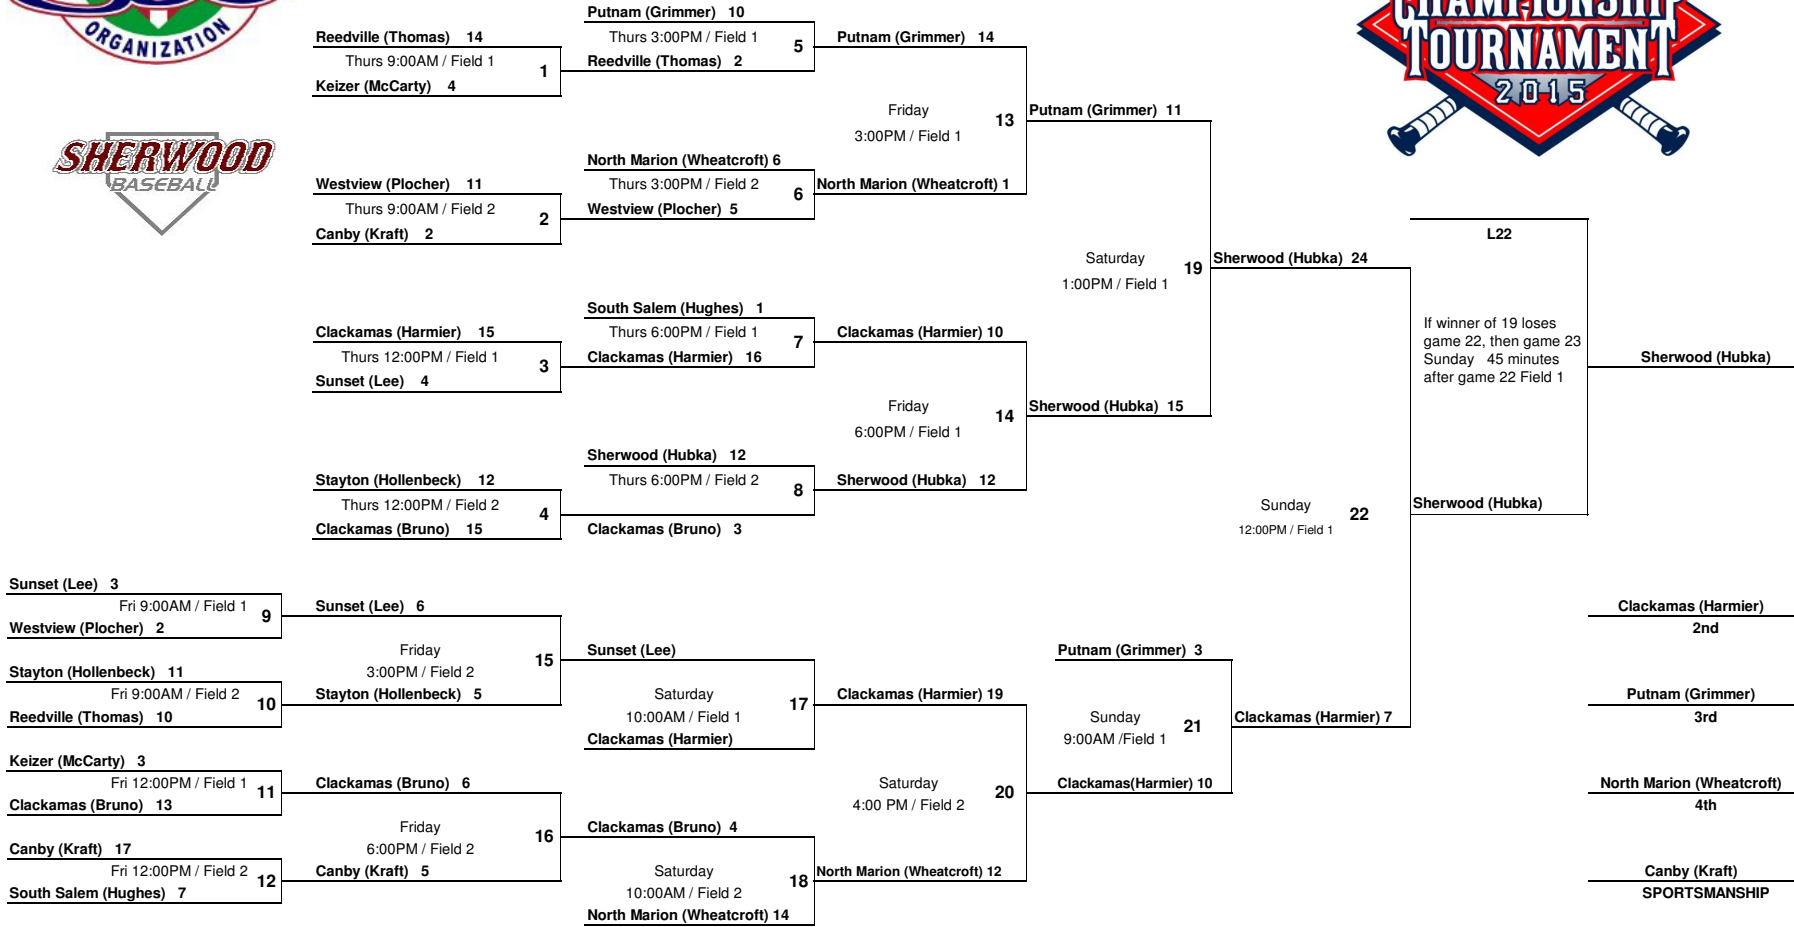 ORGANIZATION
CHAMPIONSHIP
TOURNAMENT
2015
SHERWOOD
BASEBALL
Reedville (Thomas) 14
Thurs 9:00AM / Field 1
1
Keizer (McCarty) 4
Westview (Plocher) 11
Thurs 9:00AM / Field 2
2
Canby (Kraft) 2
Clackamas (Harmier) 15
Thurs 12:00PM / Field 1
3
Sunset (Lee) 4
Stayton (Hollenbeck) 12
Thurs 12:00PM / Field 2
4
Clackamas (Bruno) 15
Putnam (Grimmer) 10
Thurs 3:00PM / Field 1
5
Reedville (Thomas) 2
North Marion (Wheatcroft) 6
Thurs 3:00PM / Field 2
6
Westview (Plocher) 5
South Salem (Hughes) 1
Thurs 6:00PM / Field 1
7
Clackamas (Harmier) 16
Sherwood (Hubka) 12
Thurs 6:00PM / Field 2
8
Clackamas (Bruno) 3
Putnam (Grimmer) 14
Friday
3:00PM / Field 1
13
North Marion (Wheatcroft) 1
Clackamas (Harmier) 10
Friday
6:00PM / Field 1
14
Sherwood (Hubka) 12
Putnam (Grimmer) 11
Saturday
1:00PM / Field 1
19
Sherwood (Hubka) 15
Sherwood (Hubka) 24
Sunday
12:00PM / Field 1
22
L22
If winner of 19 loses
game 22, then game 23
Sunday 45 minutes
after game 22 Field 1
Sherwood (Hubka)
Sherwood (Hubka)
Sunset (Lee) 3
Fri 9:00AM / Field 1
9
Westview (Plocher) 2
Stayton (Hollenbeck) 11
Fri 9:00AM / Field 2
10
Reedville (Thomas) 10
Keizer (McCarty) 3
Fri 12:00PM / Field 1
11
Clackamas (Bruno) 13
Canby (Kraft) 17
Fri 12:00PM / Field 2
12
South Salem (Hughes) 7
Sunset (Lee) 6
Friday
3:00PM / Field 2
15
Stayton (Hollenbeck) 5
Clackamas (Bruno) 6
Friday
6:00PM / Field 2
16
Canby (Kraft) 5
Sunset (Lee)
Saturday
10:00AM / Field 1
17
Clackamas (Harmier)
Clackamas (Bruno) 4
Saturday
10:00AM / Field 2
18
North Marion (Wheatcroft) 14
Clackamas (Harmier) 19
Saturday
4:00 PM / Field 2
20
North Marion (Wheatcroft) 12
Putnam (Grimmer) 3
Sunday
9:00AM /Field 1
21
Clackamas(Harmier) 10
Clackamas (Harmier) 7
Clackamas (Harmier)
2nd
Putnam (Grimmer)
3rd
North Marion (Wheatcroft)
4th
Canby (Kraft)
SPORTSMANSHIP